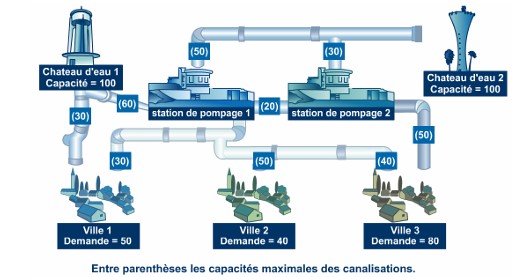 (50)
(30)
Chateau d'eau 1
Capacité = 100
Chateau d'eau 2
Capacité = 100
(60)
(20)
station de pompage 1
station de pompage 2
(30)
(50)
(30)
(50)
(40)
Ville 1
Demande = 50
Ville 2
Demande = 40
Ville 3
Demande = 80
Entre parenthèses les capacités maximales des canalisations.